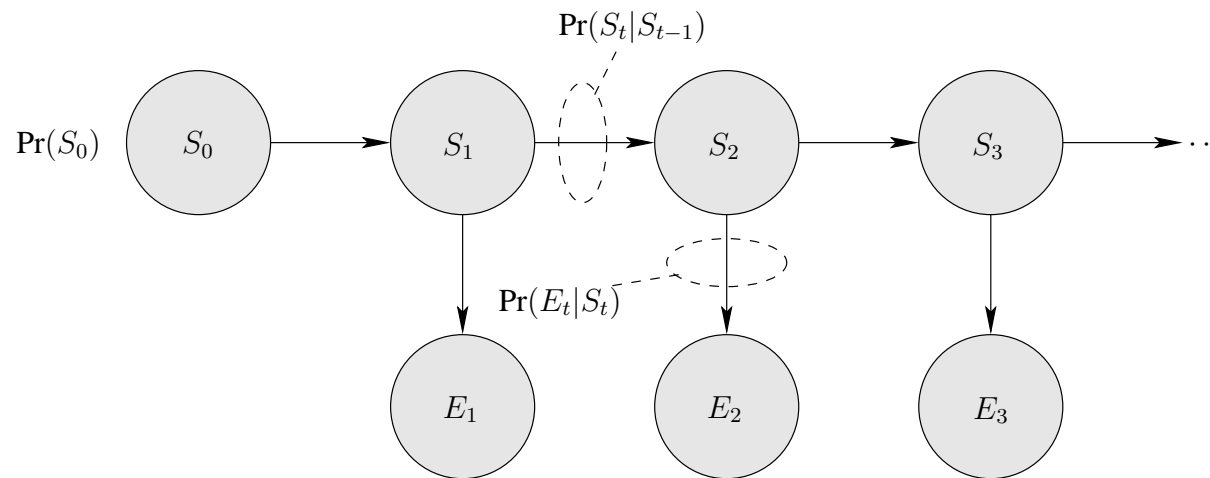 Pr(S_t|S_{t−1})
Pr(S_0) S_0 S_1 S_2 S_3 ··
Pr(E_t|S_t)
E_1 E_2 E_3